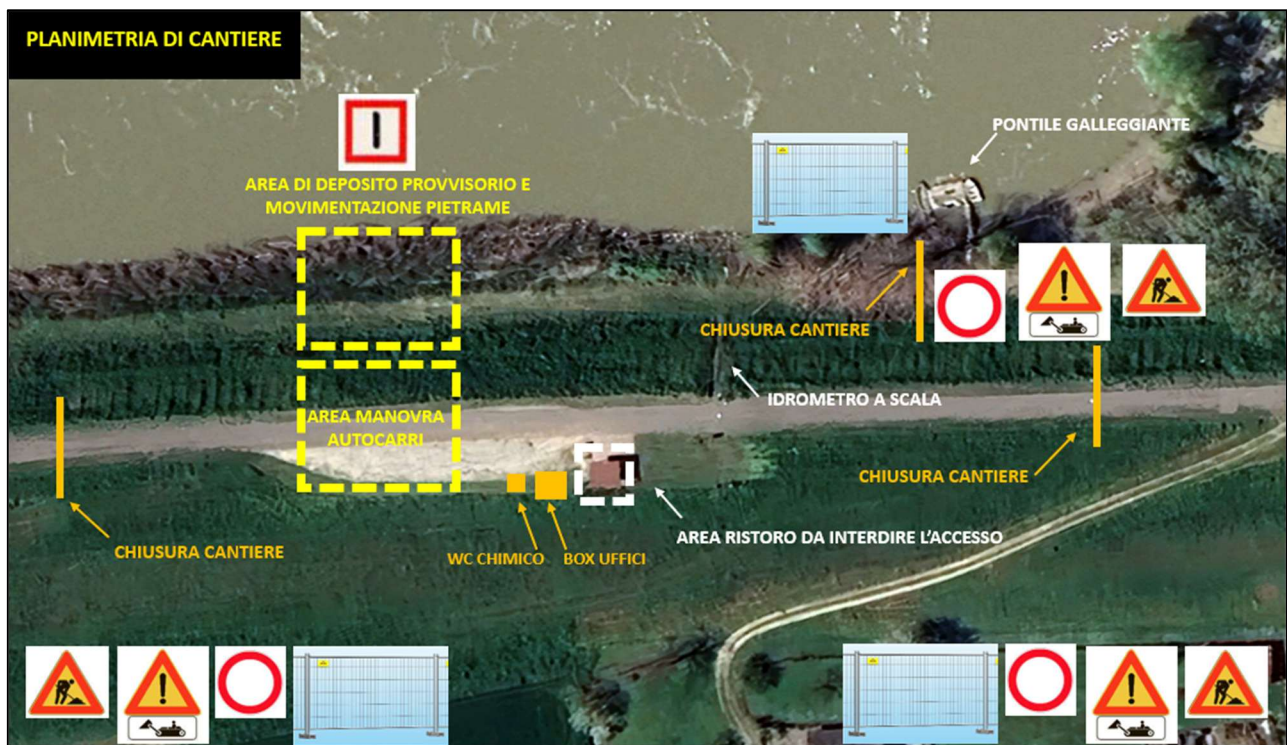 PLANIMETRIA DI CANTIERE
PONTILE GALLEGGIANTE
AREA DI DEPOSITO PROVVISORIO E
MOVIMENTAZIONE PIETRAME
CHIUSURA CANTIERE
IDROMETRO A SCALA
AREA MANOVRA
AUTOCARRI
CHIUSURA CANTIERE
AREA RISTORO DA INTERDIRE L'ACCESSO
CHIUSURA CANTIERE
WC CHIMICO
BOX UFFICI